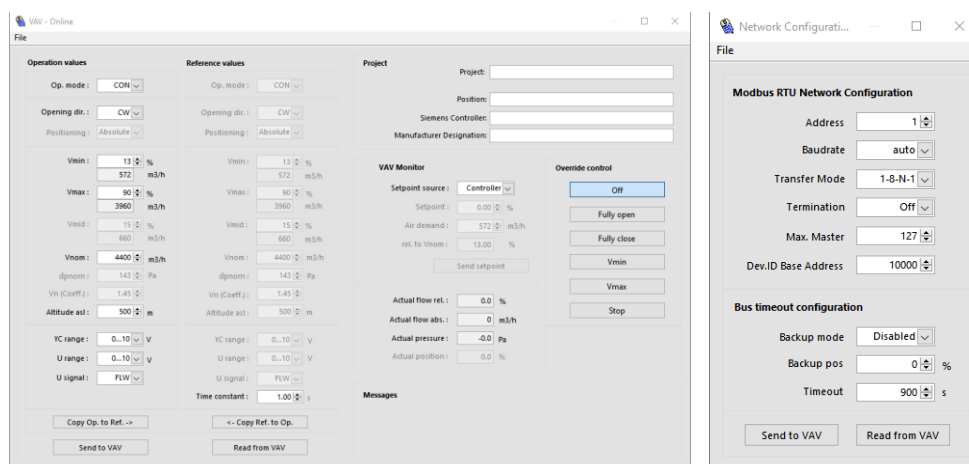 VAV - Online
File
Operation values
Op. mode : CON
Opening dir. : CW
Positioning : Absolute
Vmin : 13 %
572 m3/h
Vmax : 90 %
3960 m3/h
Vmid : 15 %
660 m3/h
Vnom : 4400 m3/h
dpnom : 143 Pa
Vn (Coeff.) : 1.45
Altitude asl : 500 m
YC range : 0...10 V
U range : 0...10 V
U signal : FLW
Copy Op. to Ref. ->
Send to VAV
Reference values
Op. mode : CON
Opening dir. : CW
Positioning : Absolute
Vmin : 13 %
572 m3/h
Vmax : 90 %
3960 m3/h
Vmid : 15 %
660 m3/h
Vnom : 4400 m3/h
dpnom : 143 Pa
Vn (Coeff.) : 1.45
Altitude asl : 500 m
YC range : 0...10 V
U range : 0...10 V
U signal : FLW
Time constant : 1.00 s
<- Copy Ref. to Op.
Read from VAV
Project
Project:
Position:
Siemens Controller:
Manufacturer Designation:
VAV Monitor
Setpoint source : Controller
Setpoint : 0.00 %
Air demand : 572 m3/h
rel. to Vnom : 13.00 %
Send setpoint
Actual flow rel. : 0.0 %
Actual flow abs. : 0 m3/h
Actual pressure : -0.0 Pa
Actual position : 0.0 %
Override control
Off
Fully open
Fully close
Vmin
Vmax
Stop
Messages
Network Configurati...
File
Modbus RTU Network Configuration
Address 1
Baudrate auto
Transfer Mode 1-8-N-1
Termination Off
Max. Master 127
Dev.ID Base Address 10000
Bus timeout configuration
Backup mode Disabled
Backup pos 0 %
Timeout 900 s
Send to VAV
Read from VAV